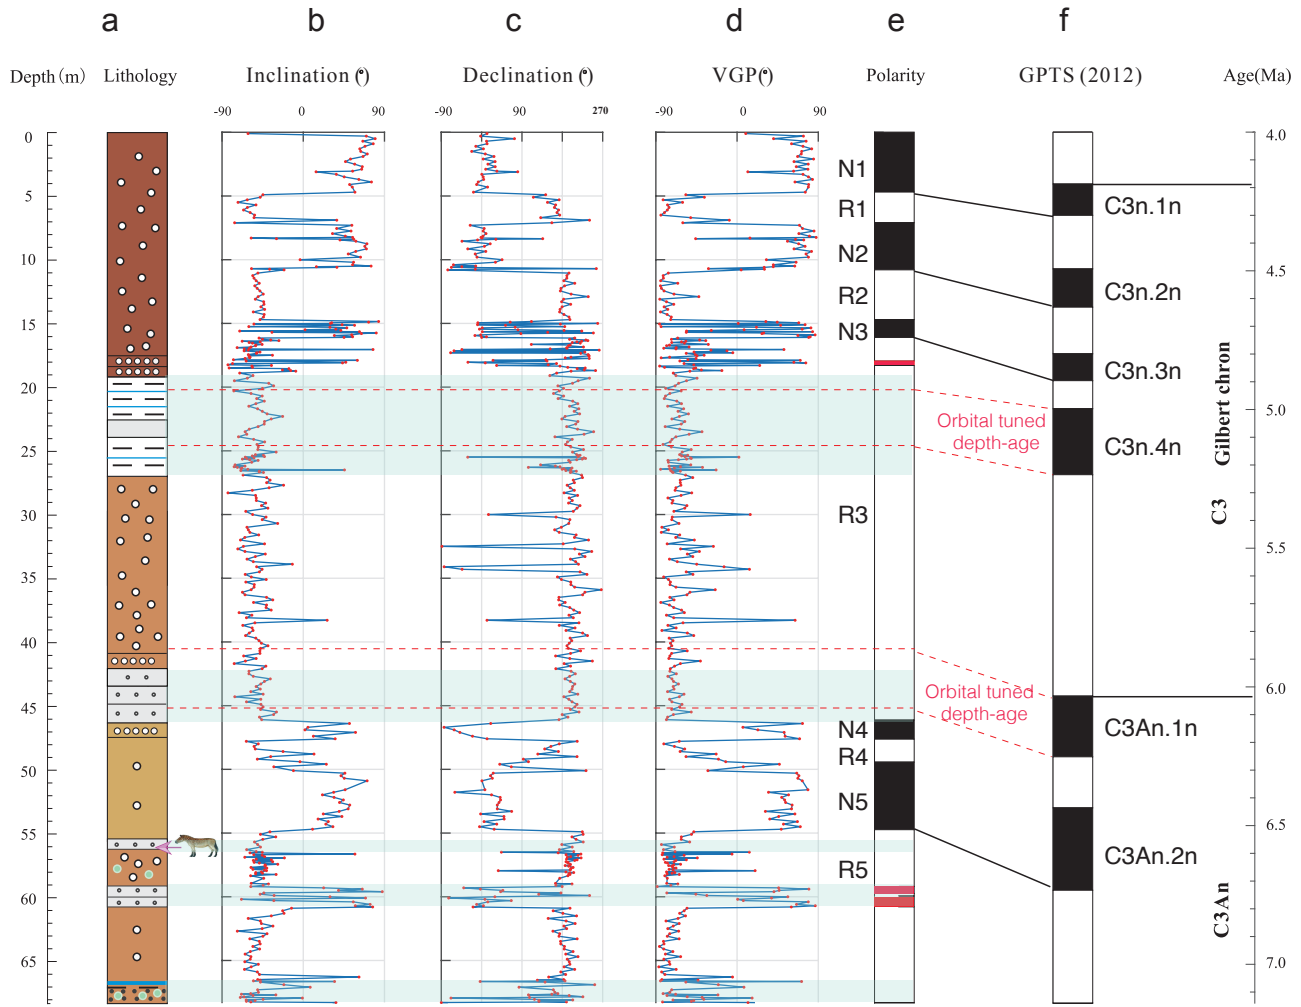 a b c d e f
Depth (m) Lithology Inclination (°) Declination (°) VGP(°) Polarity GPTS (2012) Age(Ma)
-90 0 90 -90 90 270 -90 0 90
0 4.0
N1
5 C3n.1n
R1
N2
10 4.5
R2 C3n.2n
15
N3
C3n.3n
20 5.0
Orbital tuned
depth-age
C3n.4n
25
Gilbert chron
30 R3
C3
5.5
35
40
6.0
Orbital tuned
depth-age
45
N4 C3An.1n
R4
50
N5
55 6.5
C3An.2n
R5
60
C3An
65 7.0